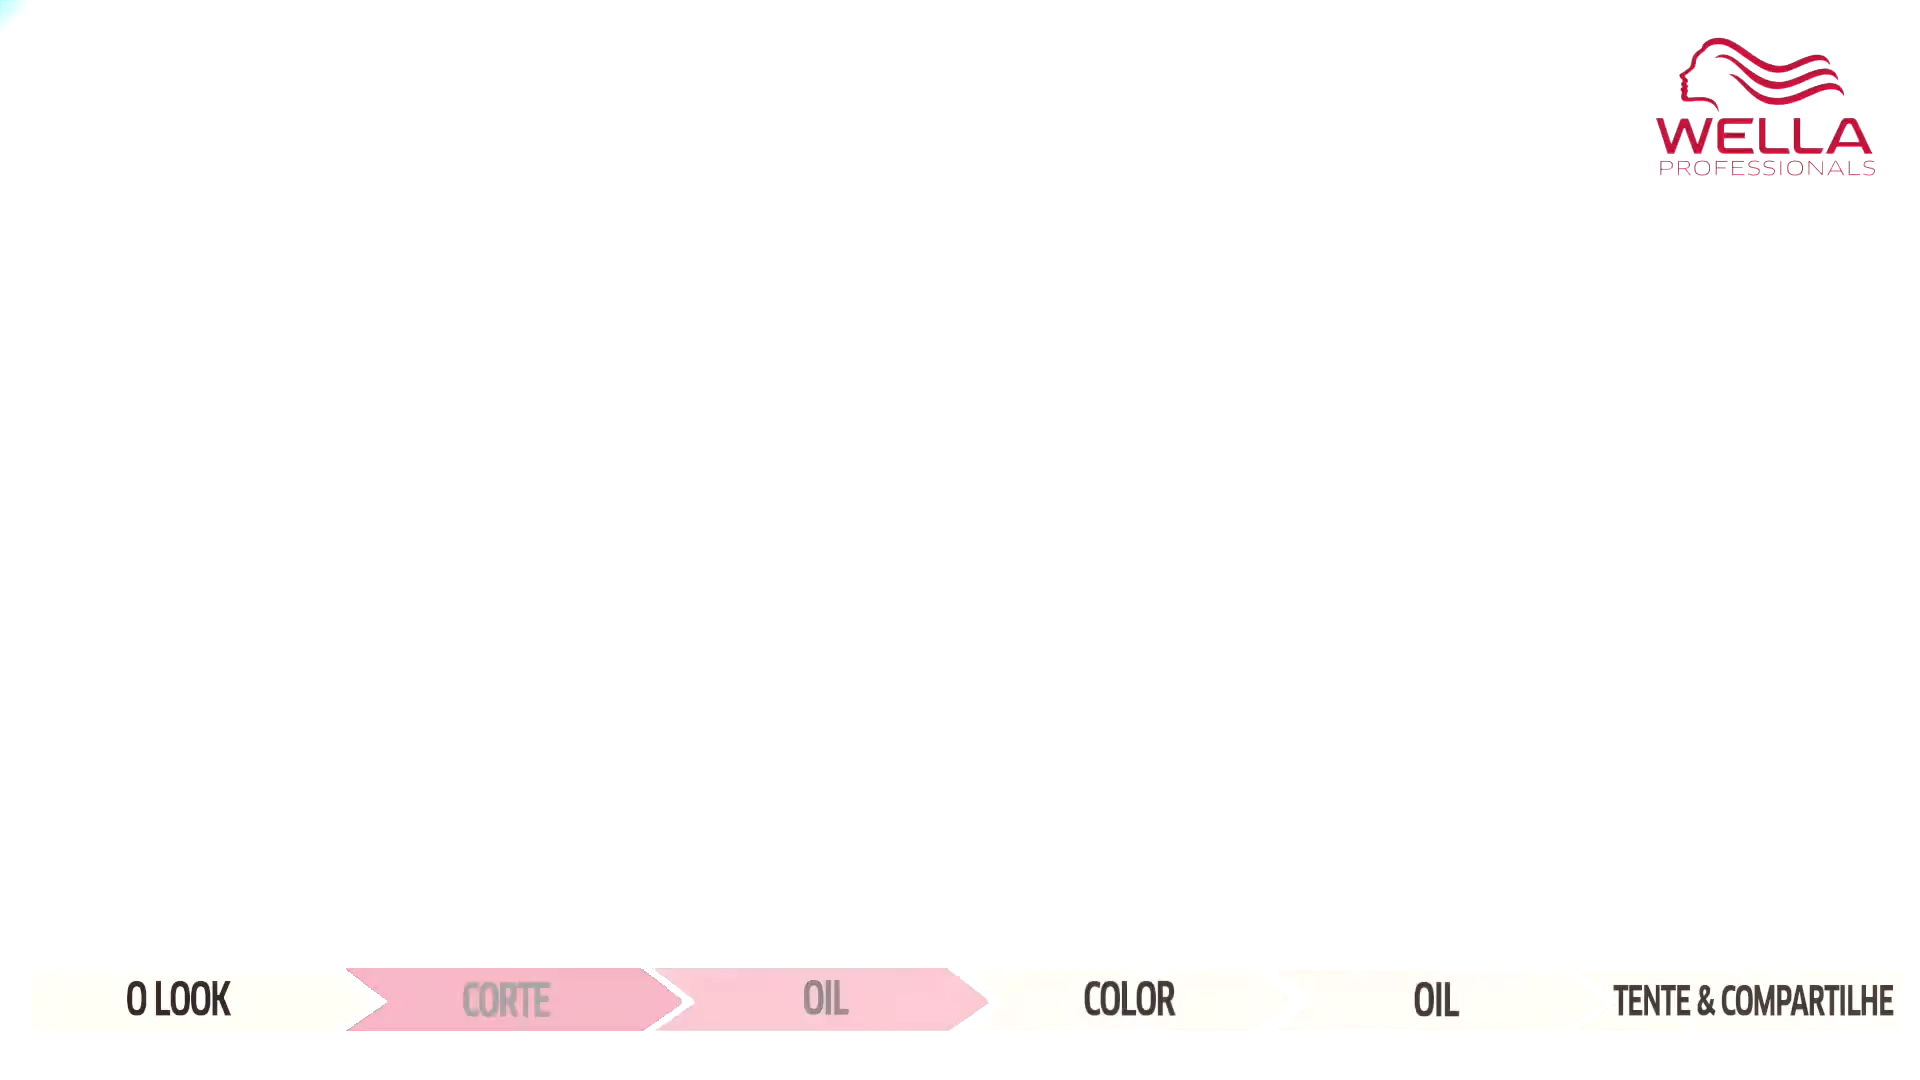 WELLA
PROFESSIONALS
O LOOK CORTE OIL COLOR OIL TENTE & COMPARTILHE